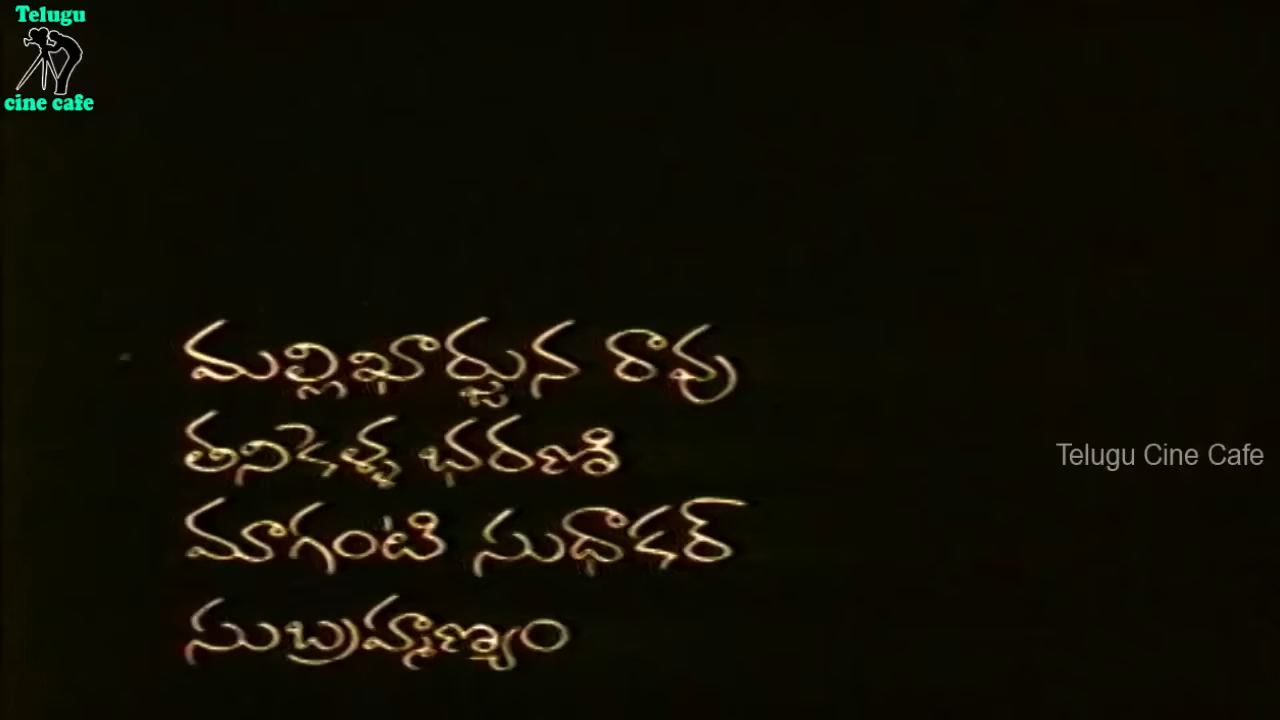 Telugu
cine cafe
మల్లిఖార్జున రావు
తనికెళ్ళ భరణి
Telugu Cine Cafe
మాగంటి సుధాకర్
సుబ్రహ్మణ్యం